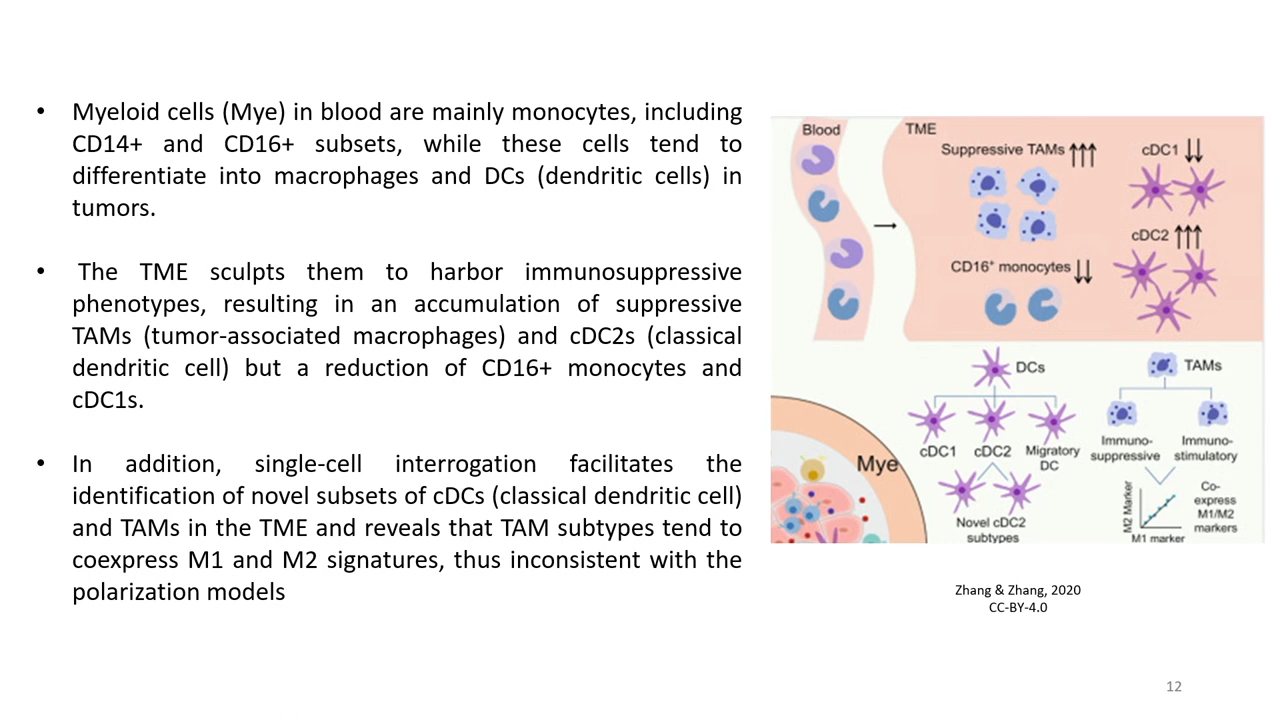 • Myeloid cells (Mye) in blood are mainly monocytes, including
CD14+ and CD16+ subsets, while these cells tend to
differentiate into macrophages and DCs (dendritic cells) in
tumors.
• The TME sculpts them to harbor immunosuppressive
phenotypes, resulting in an accumulation of suppressive
TAMs (tumor-associated macrophages) and cDC2s (classical
dendritic cell) but a reduction of CD16+ monocytes and
cDC1s.
• In addition, single-cell interrogation facilitates the
identification of novel subsets of cDCs (classical dendritic cell)
and TAMs in the TME and reveals that TAM subtypes tend to
coexpress M1 and M2 signatures, thus inconsistent with the
polarization models
Blood
TME
Suppressive TAMs ↑↑↑
cDC1 ↓↓
cDC2 ↑↑↑
CD16⁺ monocytes ↓↓
→
DCs
cDC1
cDC2
Migratory
DC
Novel cDC2
subtypes
TAMs
Immuno-
suppressive
Immuno-
stimulatory
M2 Marker
M1 marker
Co-
express
M1/M2
markers
Mye
Zhang & Zhang, 2020
CC-BY-4.0
12